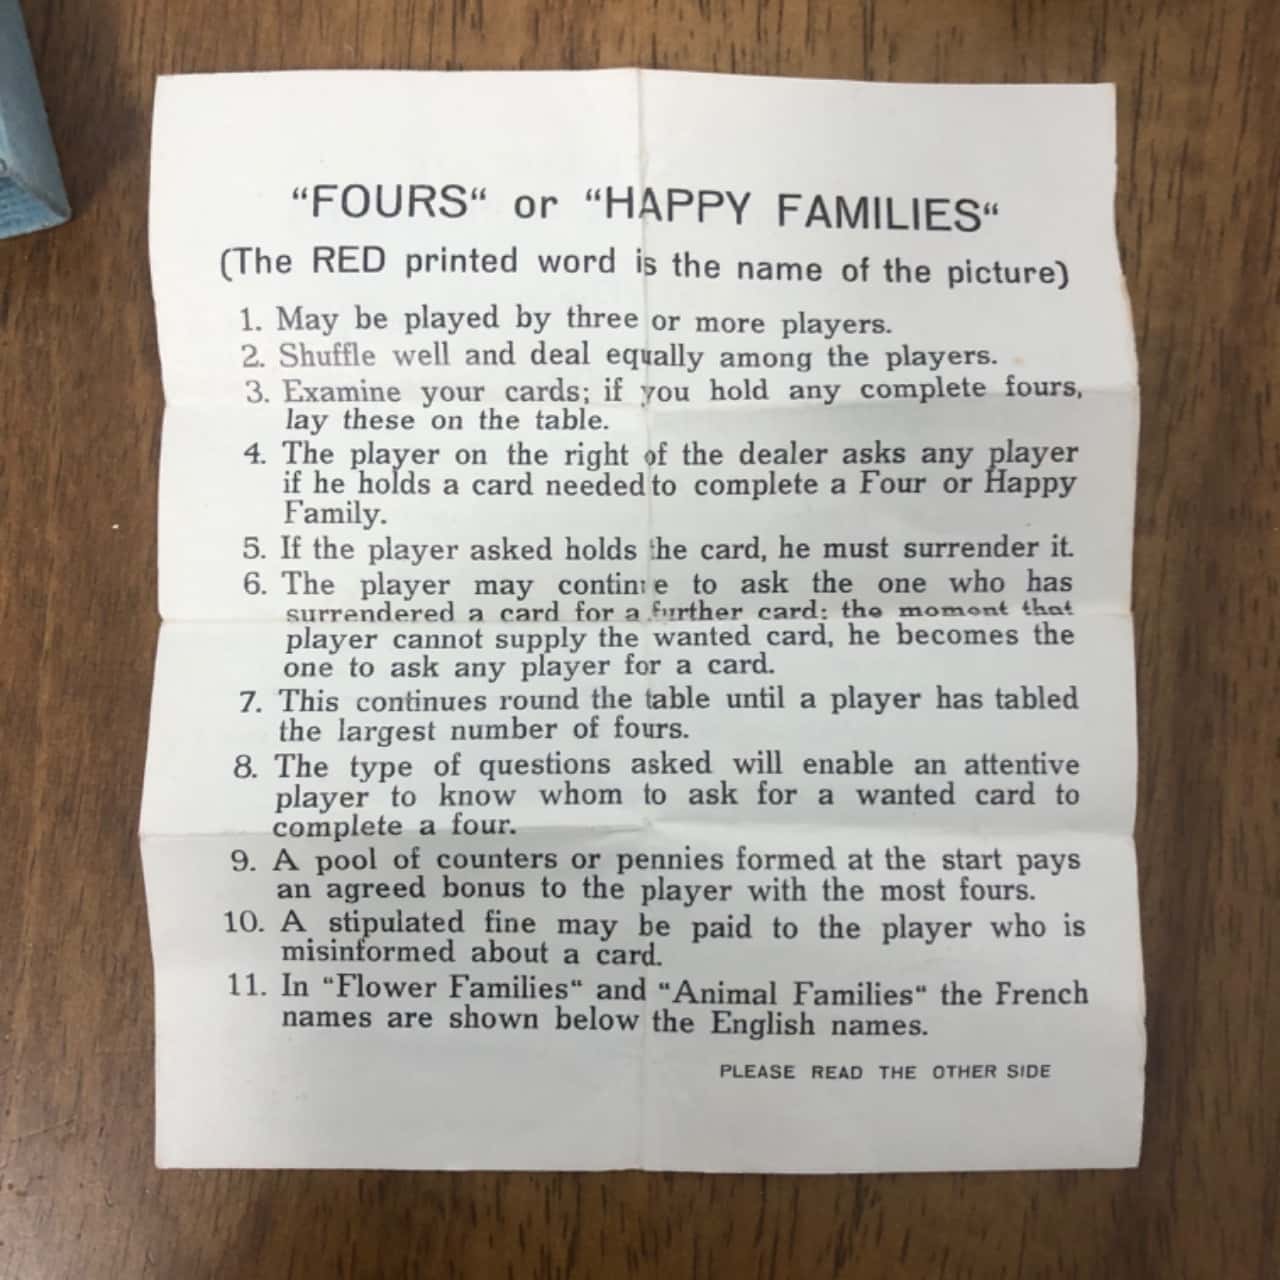 “FOURS“ or “HAPPY FAMILIES“
(The RED printed word is the name of the picture)
1. May be played by three or more players.
2. Shuffle well and deal equally among the players.
3. Examine your cards; if you hold any complete fours,
lay these on the table.
4. The player on the right of the dealer asks any player
if he holds a card needed to complete a Four or Happy
Family.
5. If the player asked holds the card, he must surrender it.
6. The player may continue to ask the one who has
surrendered a card for a further card: the moment that
player cannot supply the wanted card, he becomes the
one to ask any player for a card.
7. This continues round the table until a player has tabled
the largest number of fours.
8. The type of questions asked will enable an attentive
player to know whom to ask for a wanted card to
complete a four.
9. A pool of counters or pennies formed at the start pays
an agreed bonus to the player with the most fours.
10. A stipulated fine may be paid to the player who is
misinformed about a card.
11. In “Flower Families“ and “Animal Families“ the French
names are shown below the English names.
PLEASE READ THE OTHER SIDE